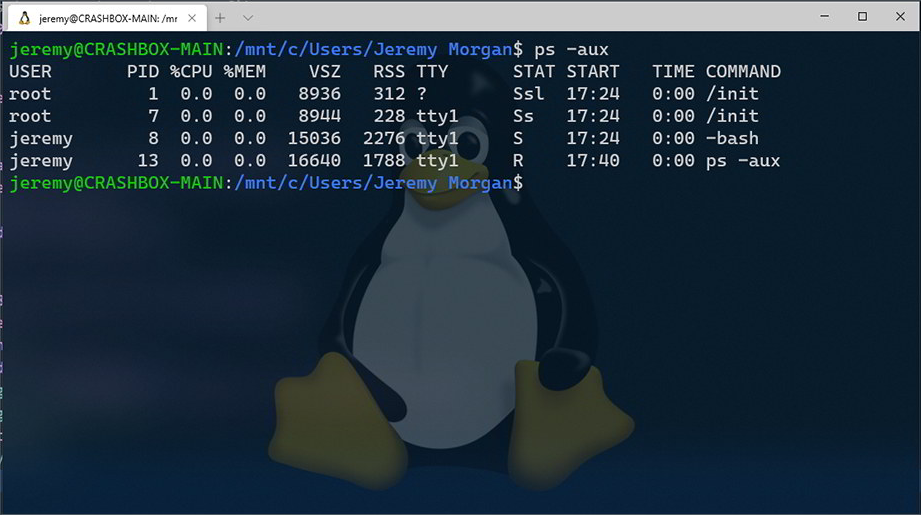 jeremy@CRASHBOX-MAIN: /mr
jeremy@CRASHBOX-MAIN:/mnt/c/Users/Jeremy Morgan$ ps -aux
USER       PID %CPU %MEM    VSZ   RSS TTY      STAT START   TIME COMMAND
root         1  0.0  0.0   8936   312 ?        Ssl  17:24   0:00 /init
root         7  0.0  0.0   8944   228 tty1     Ss   17:24   0:00 /init
jeremy       8  0.0  0.0  15036  2276 tty1     S    17:24   0:00 -bash
jeremy      13  0.0  0.0  16640  1788 tty1     R    17:40   0:00 ps -aux
jeremy@CRASHBOX-MAIN:/mnt/c/Users/Jeremy Morgan$